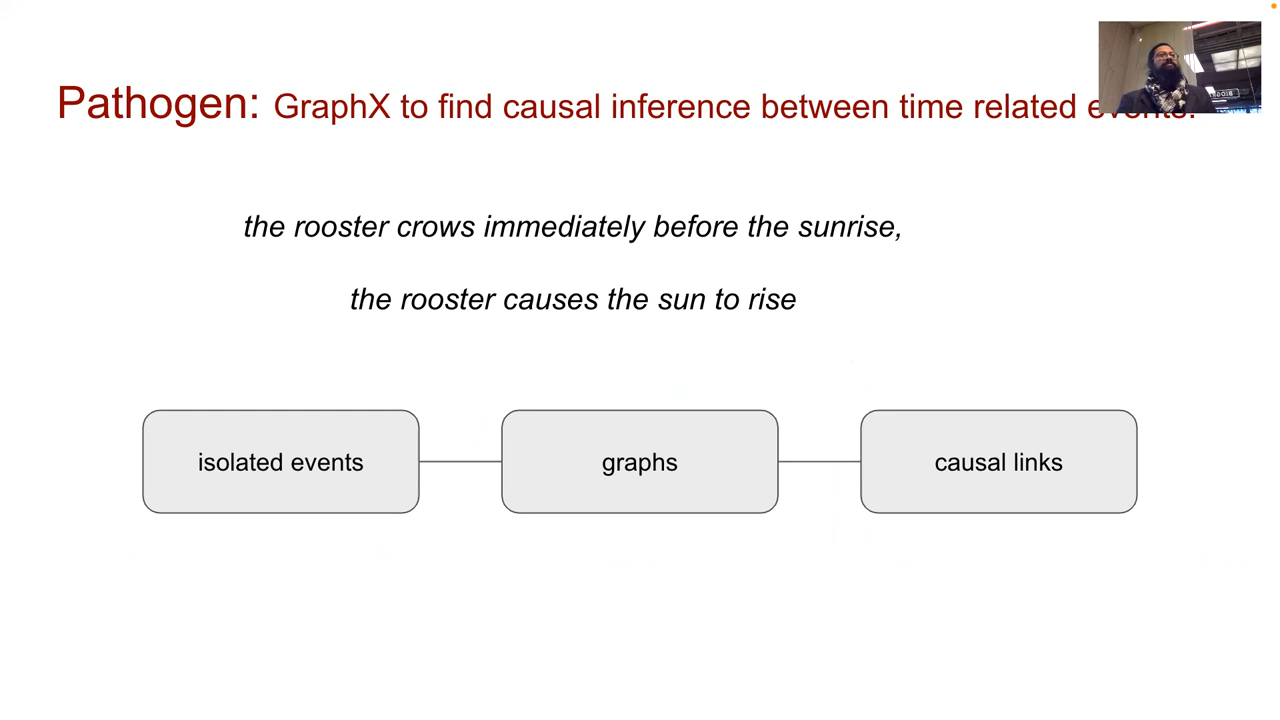 Pathogen: GraphX to find causal inference between time related events.
the rooster crows immediately before the sunrise,
the rooster causes the sun to rise
isolated events
graphs
causal links